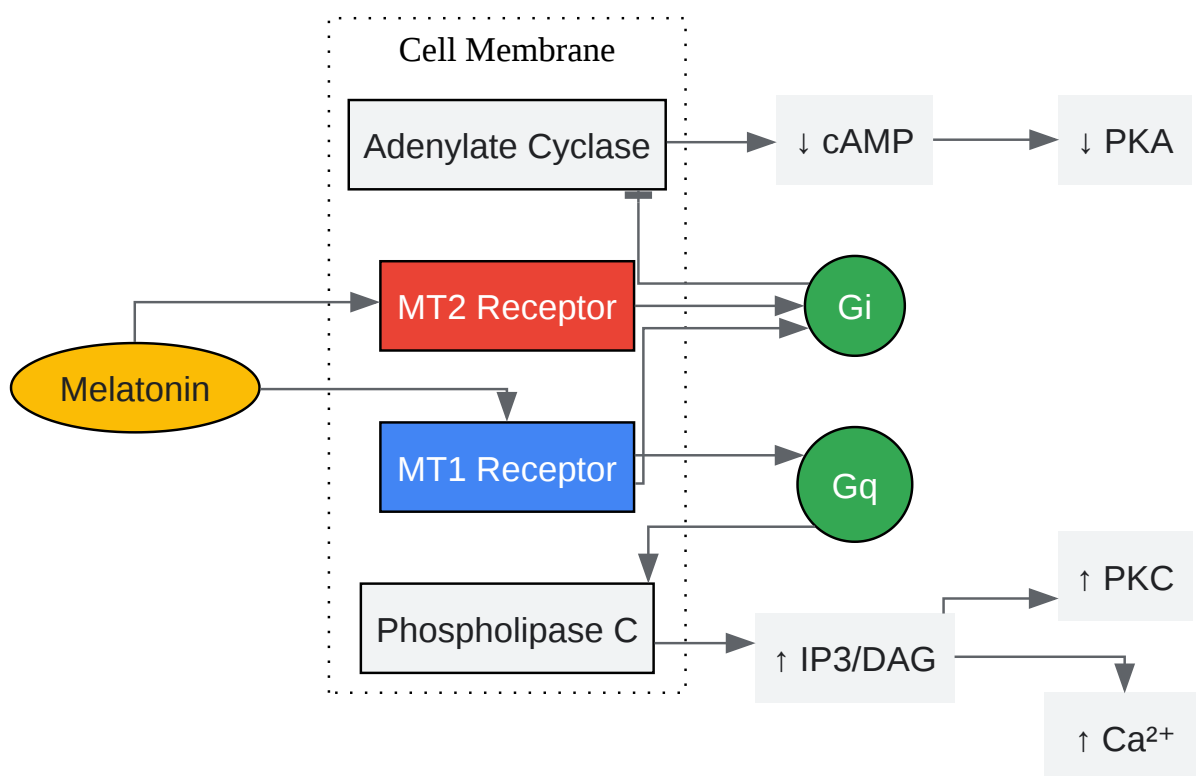 Cell Membrane
Adenylate Cyclase
↓ cAMP
↓ PKA
MT2 Receptor
Gi
Melatonin
MT1 Receptor
Gq
Phospholipase C
↑ IP3/DAG
↑ PKC
↑ Ca²⁺